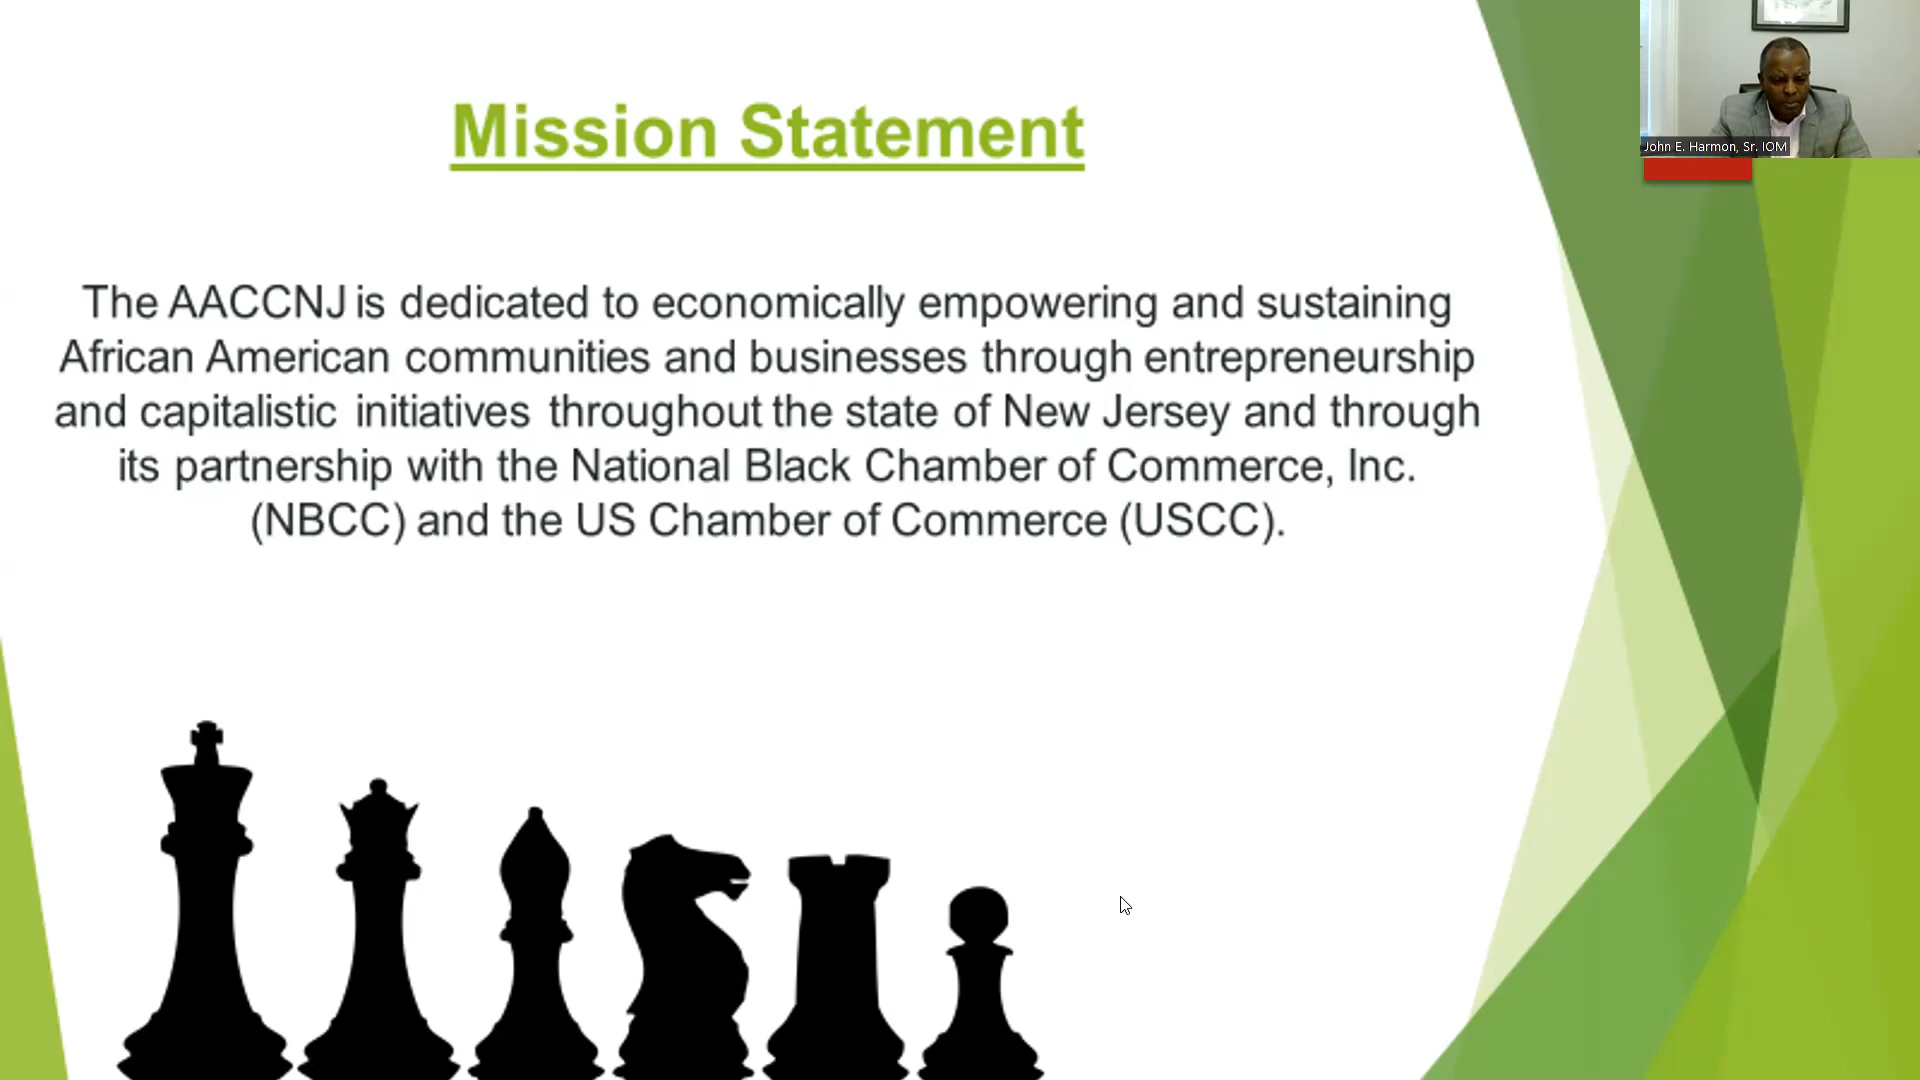 Mission Statement
The AACCNJ is dedicated to economically empowering and sustaining
African American communities and businesses through entrepreneurship
and capitalistic initiatives throughout the state of New Jersey and through
its partnership with the National Black Chamber of Commerce, Inc.
(NBCC) and the US Chamber of Commerce (USCC).
John E. Harmon, Sr. IOM